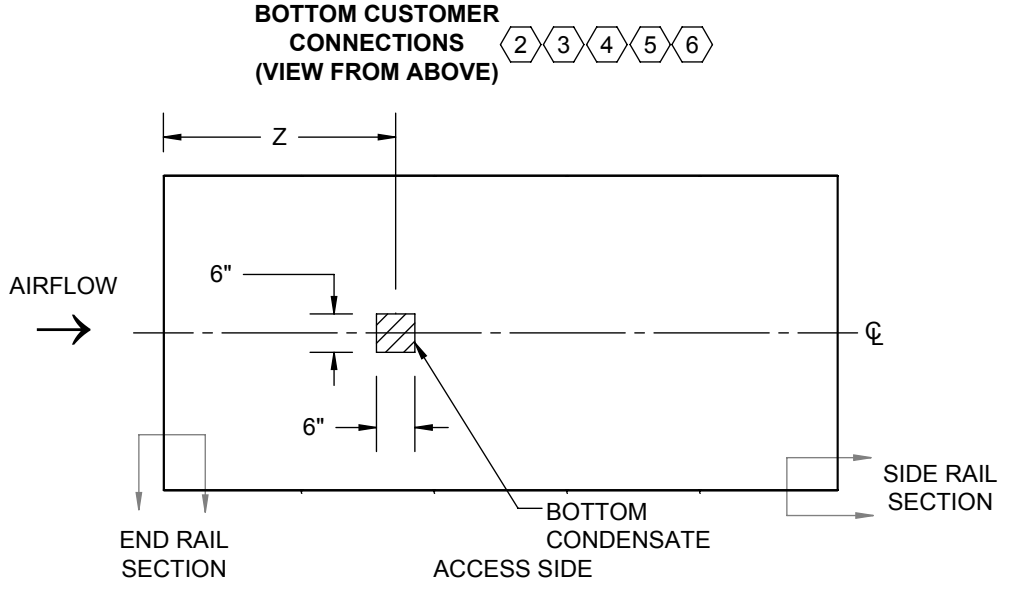 BOTTOM CUSTOMER
CONNECTIONS 2 3 4 5 6
(VIEW FROM ABOVE)
Z
6"
AIRFLOW
℄
6"
SIDE RAIL
SECTION
END RAIL
SECTION
BOTTOM
CONDENSATE
ACCESS SIDE